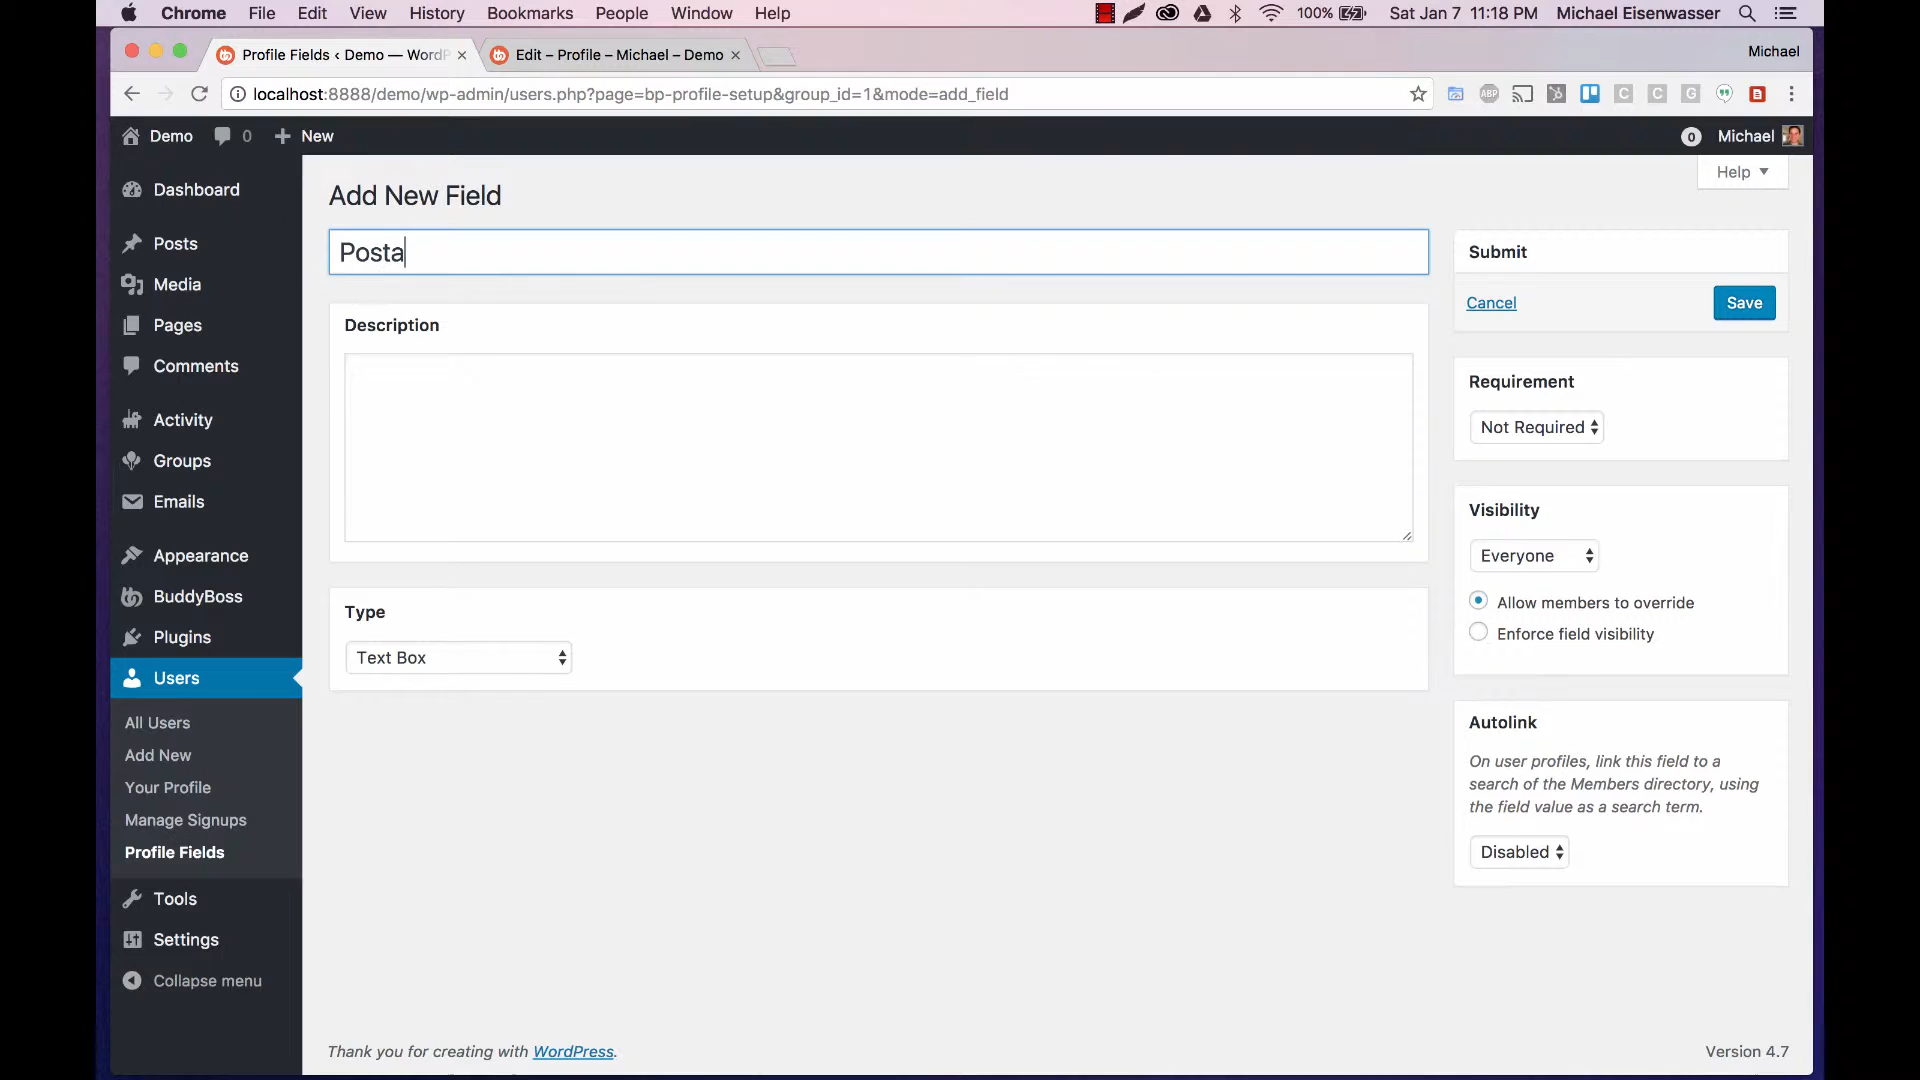 Chrome File Edit View History Bookmarks People Window Help 100% Sat Jan 7 11:18 PM Michael Eisenwasser
Profile Fields ‹ Demo — WordP Edit – Profile – Michael – Demo Michael
localhost:8888/demo/wp-admin/users.php?page=bp-profile-setup&group_id=1&mode=add_field ABP C C G
Demo 0 New 0 Michael
Help
Dashboard
Posts
Media
Pages
Comments
Activity
Groups
Emails
Appearance
BuddyBoss
Plugins
Users
All Users
Add New
Your Profile
Manage Signups
Profile Fields
Tools
Settings
Collapse menu
Add New Field
Posta
Description
Type
Text Box
Submit
Cancel Save
Requirement
Not Required
Visibility
Everyone
Allow members to override
Enforce field visibility
Autolink
On user profiles, link this field to a
search of the Members directory, using
the field value as a search term.
Disabled
Thank you for creating with WordPress. Version 4.7